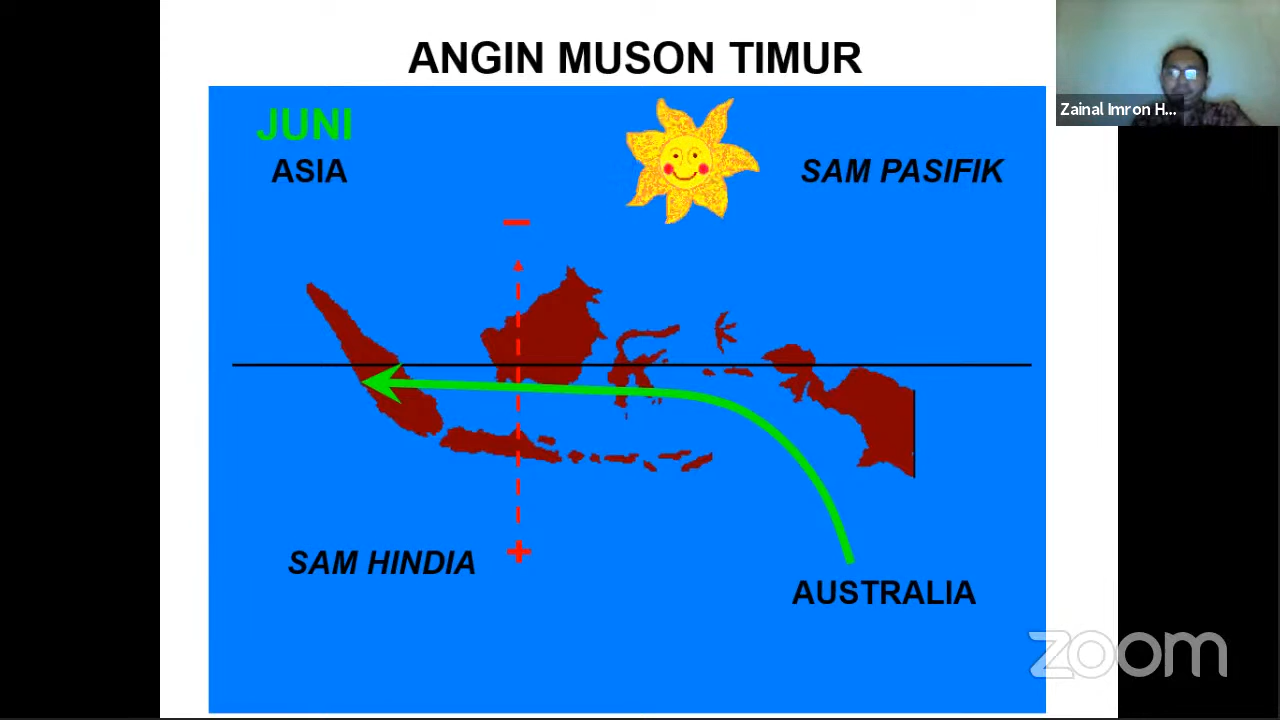 ANGIN MUSON TIMUR
Zainal Imron H...
JUNI
ASIA
SAM PASIFIK
SAM HINDIA
AUSTRALIA
zoom